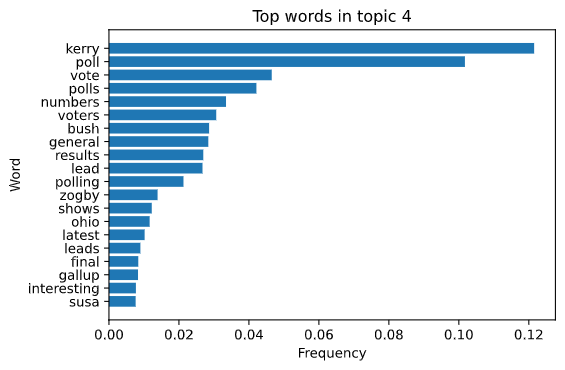 Top words in topic 4
Word
kerry
poll
vote
polls
numbers
voters
bush
general
results
lead
polling
zogby
shows
ohio
latest
leads
final
gallup
interesting
susa
0.00 0.02 0.04 0.06 0.08 0.10 0.12
Frequency